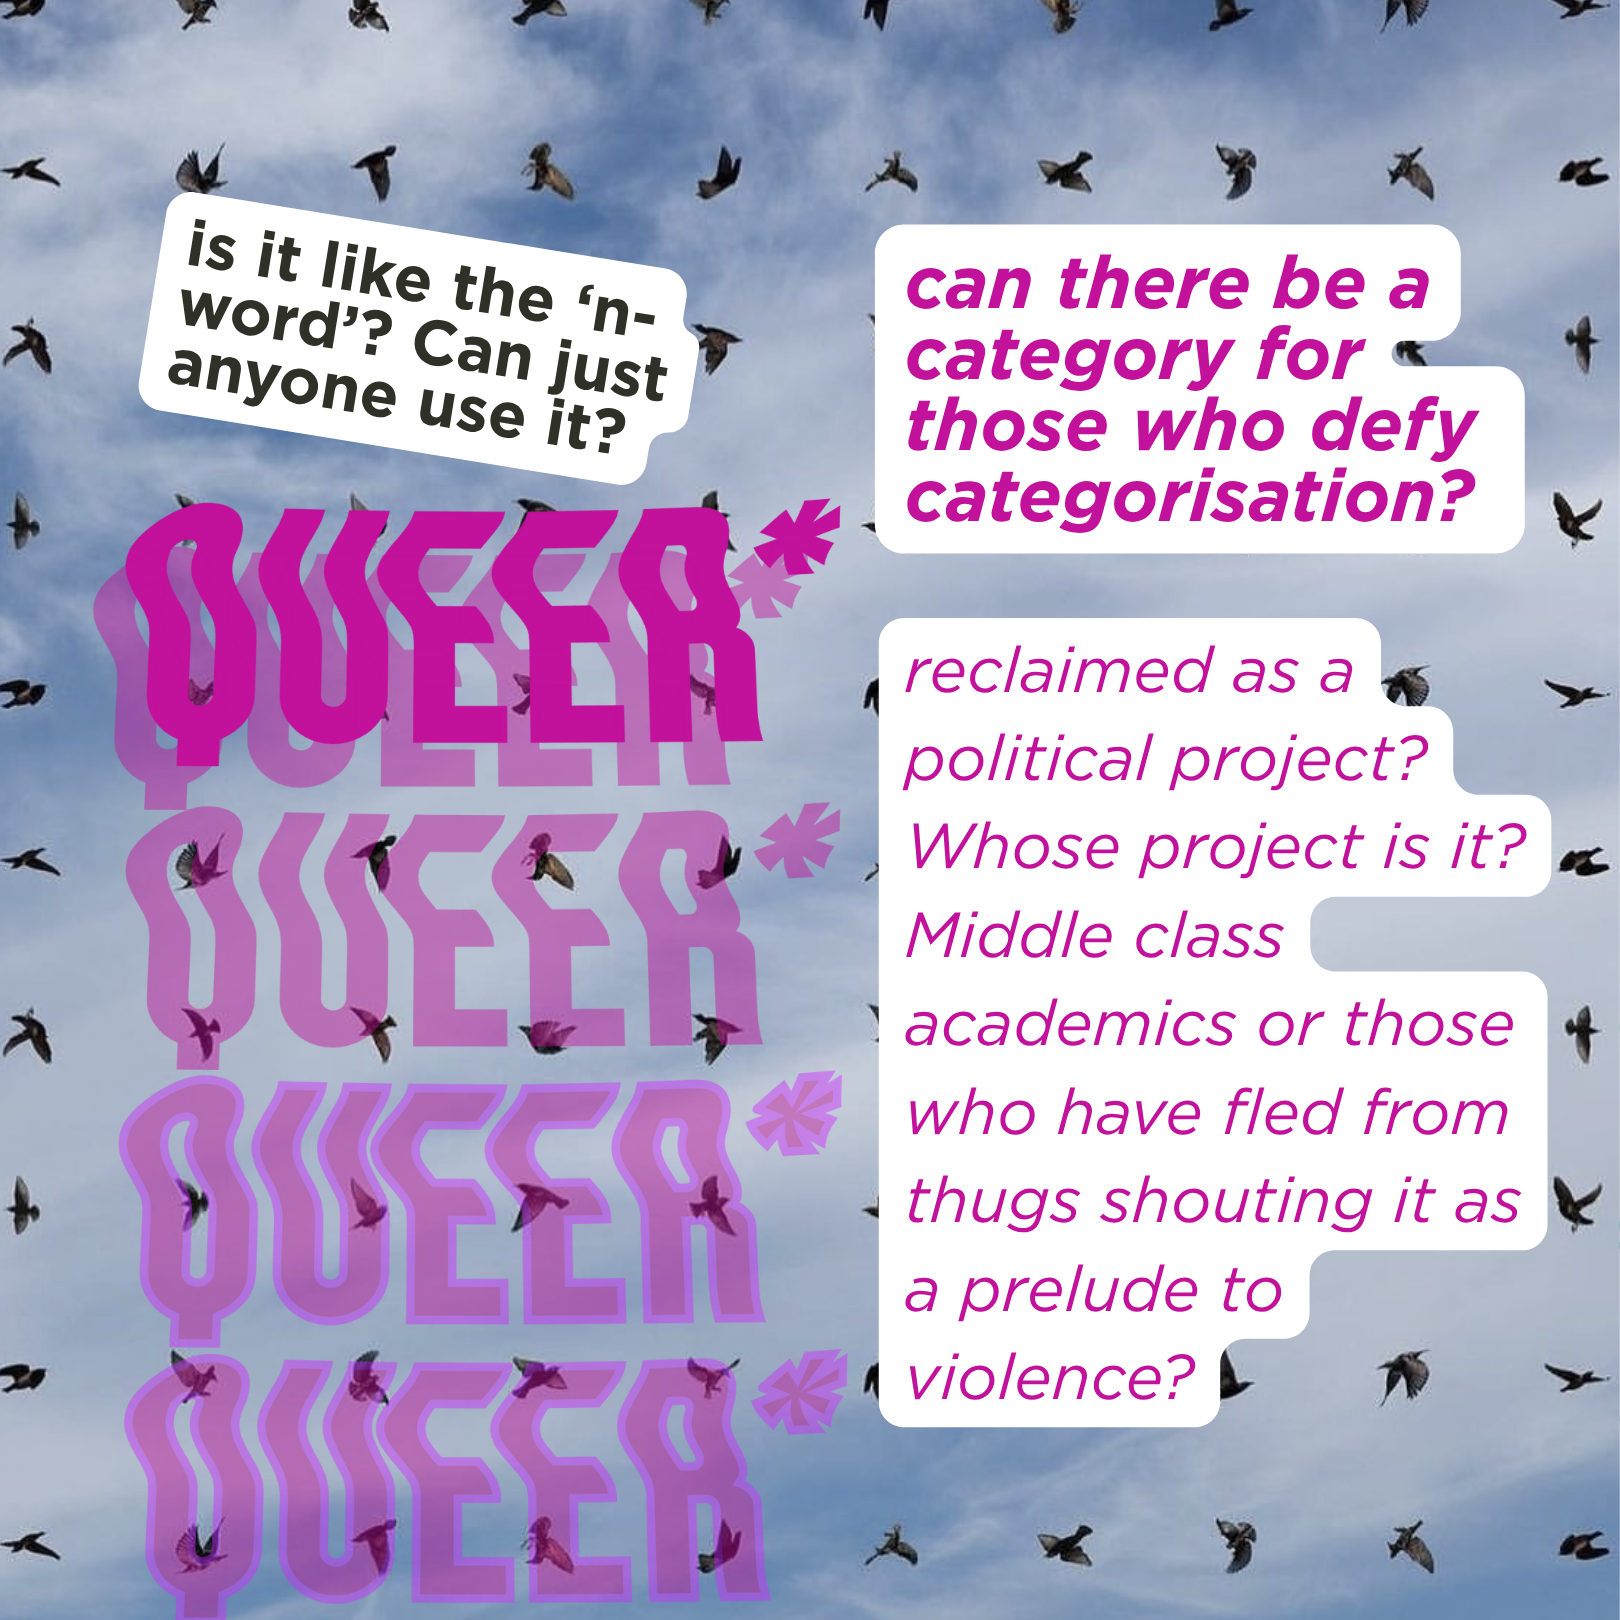 is it like the ‘n-
word’? Can just
anyone use it?
QUEER*
QUEER*
QUEER*
QUEER*
QUEER*
can there be a
category for
those who defy
categorisation?
reclaimed as a
political project?
Whose project is it?
Middle class
academics or those
who have fled from
thugs shouting it as
a prelude to
violence?